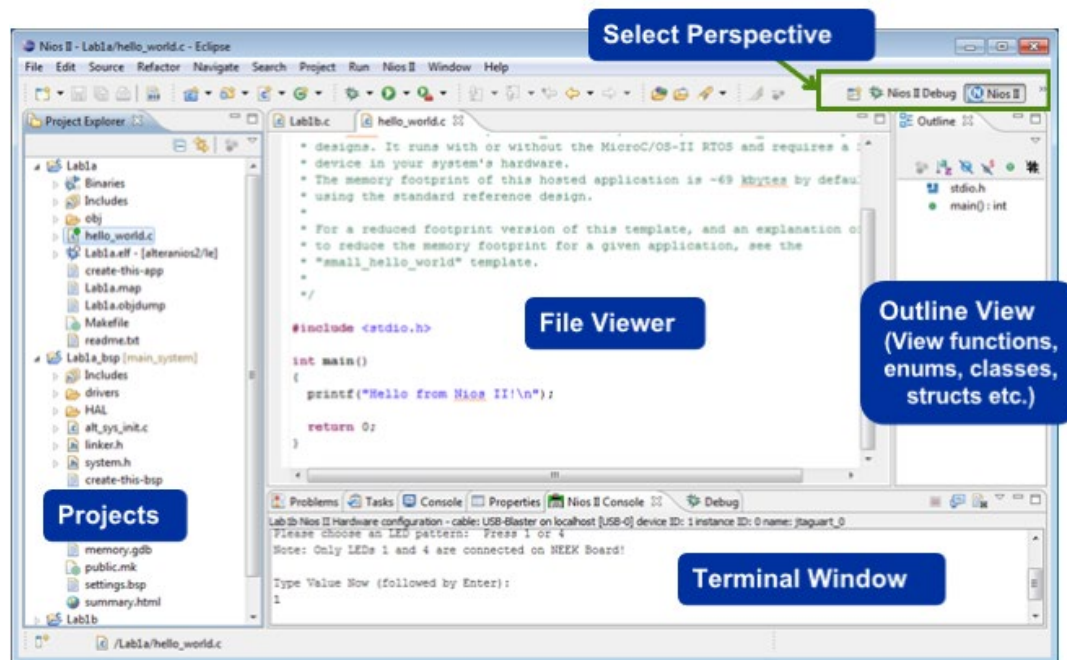 Select Perspective
Nios II - Lab1a/hello_world.c - Eclipse
File Edit Source Refactor Navigate Search Project Run Nios II Window Help
Nios II Debug Nios II
Project Explorer
Lab1a
Binaries
Includes
obj
hello_world.c
Lab1a.elf - [alteranios2/le]
create-this-app
Lab1a.map
Lab1a.objdump
Makefile
readme.txt
Lab1a_bsp [main_system]
Includes
drivers
HAL
alt_sys_init.c
linker.h
system.h
create-this-bsp
Projects
memory.gdb
public.mk
settings.bsp
summary.html
Lab1b
Lab1b.c hello_world.c
* designs. It runs with or without the MicroC/OS-II RTOS and requires a
* device in your system's hardware.
* The memory footprint of this hosted application is ~69 kbytes by defau
* using the standard reference design.
*
* For a reduced footprint version of this template, and an explanation o
* to reduce the memory footprint for a given application, see the
* "small_hello_world" template.
*
*/
#include <stdio.h>
int main()
{
printf("Hello from Nios II!\n");
return 0;
}
File Viewer
Outline
stdio.h
main() : int
Outline View
(View functions,
enums, classes,
structs etc.)
Problems Tasks Console Properties Nios II Console Debug
Lab1b Nios II Hardware configuration - cable: USB-Blaster on localhost [USB-0] device ID: 1 instance ID: 0 name: jtaguart_0
Please choose an LED pattern: Press 1 or 4
Note: Only LEDs 1 and 4 are connected on NEEK Board!
Type Value Now (followed by Enter):
1
Terminal Window
/Lab1a/hello_world.c